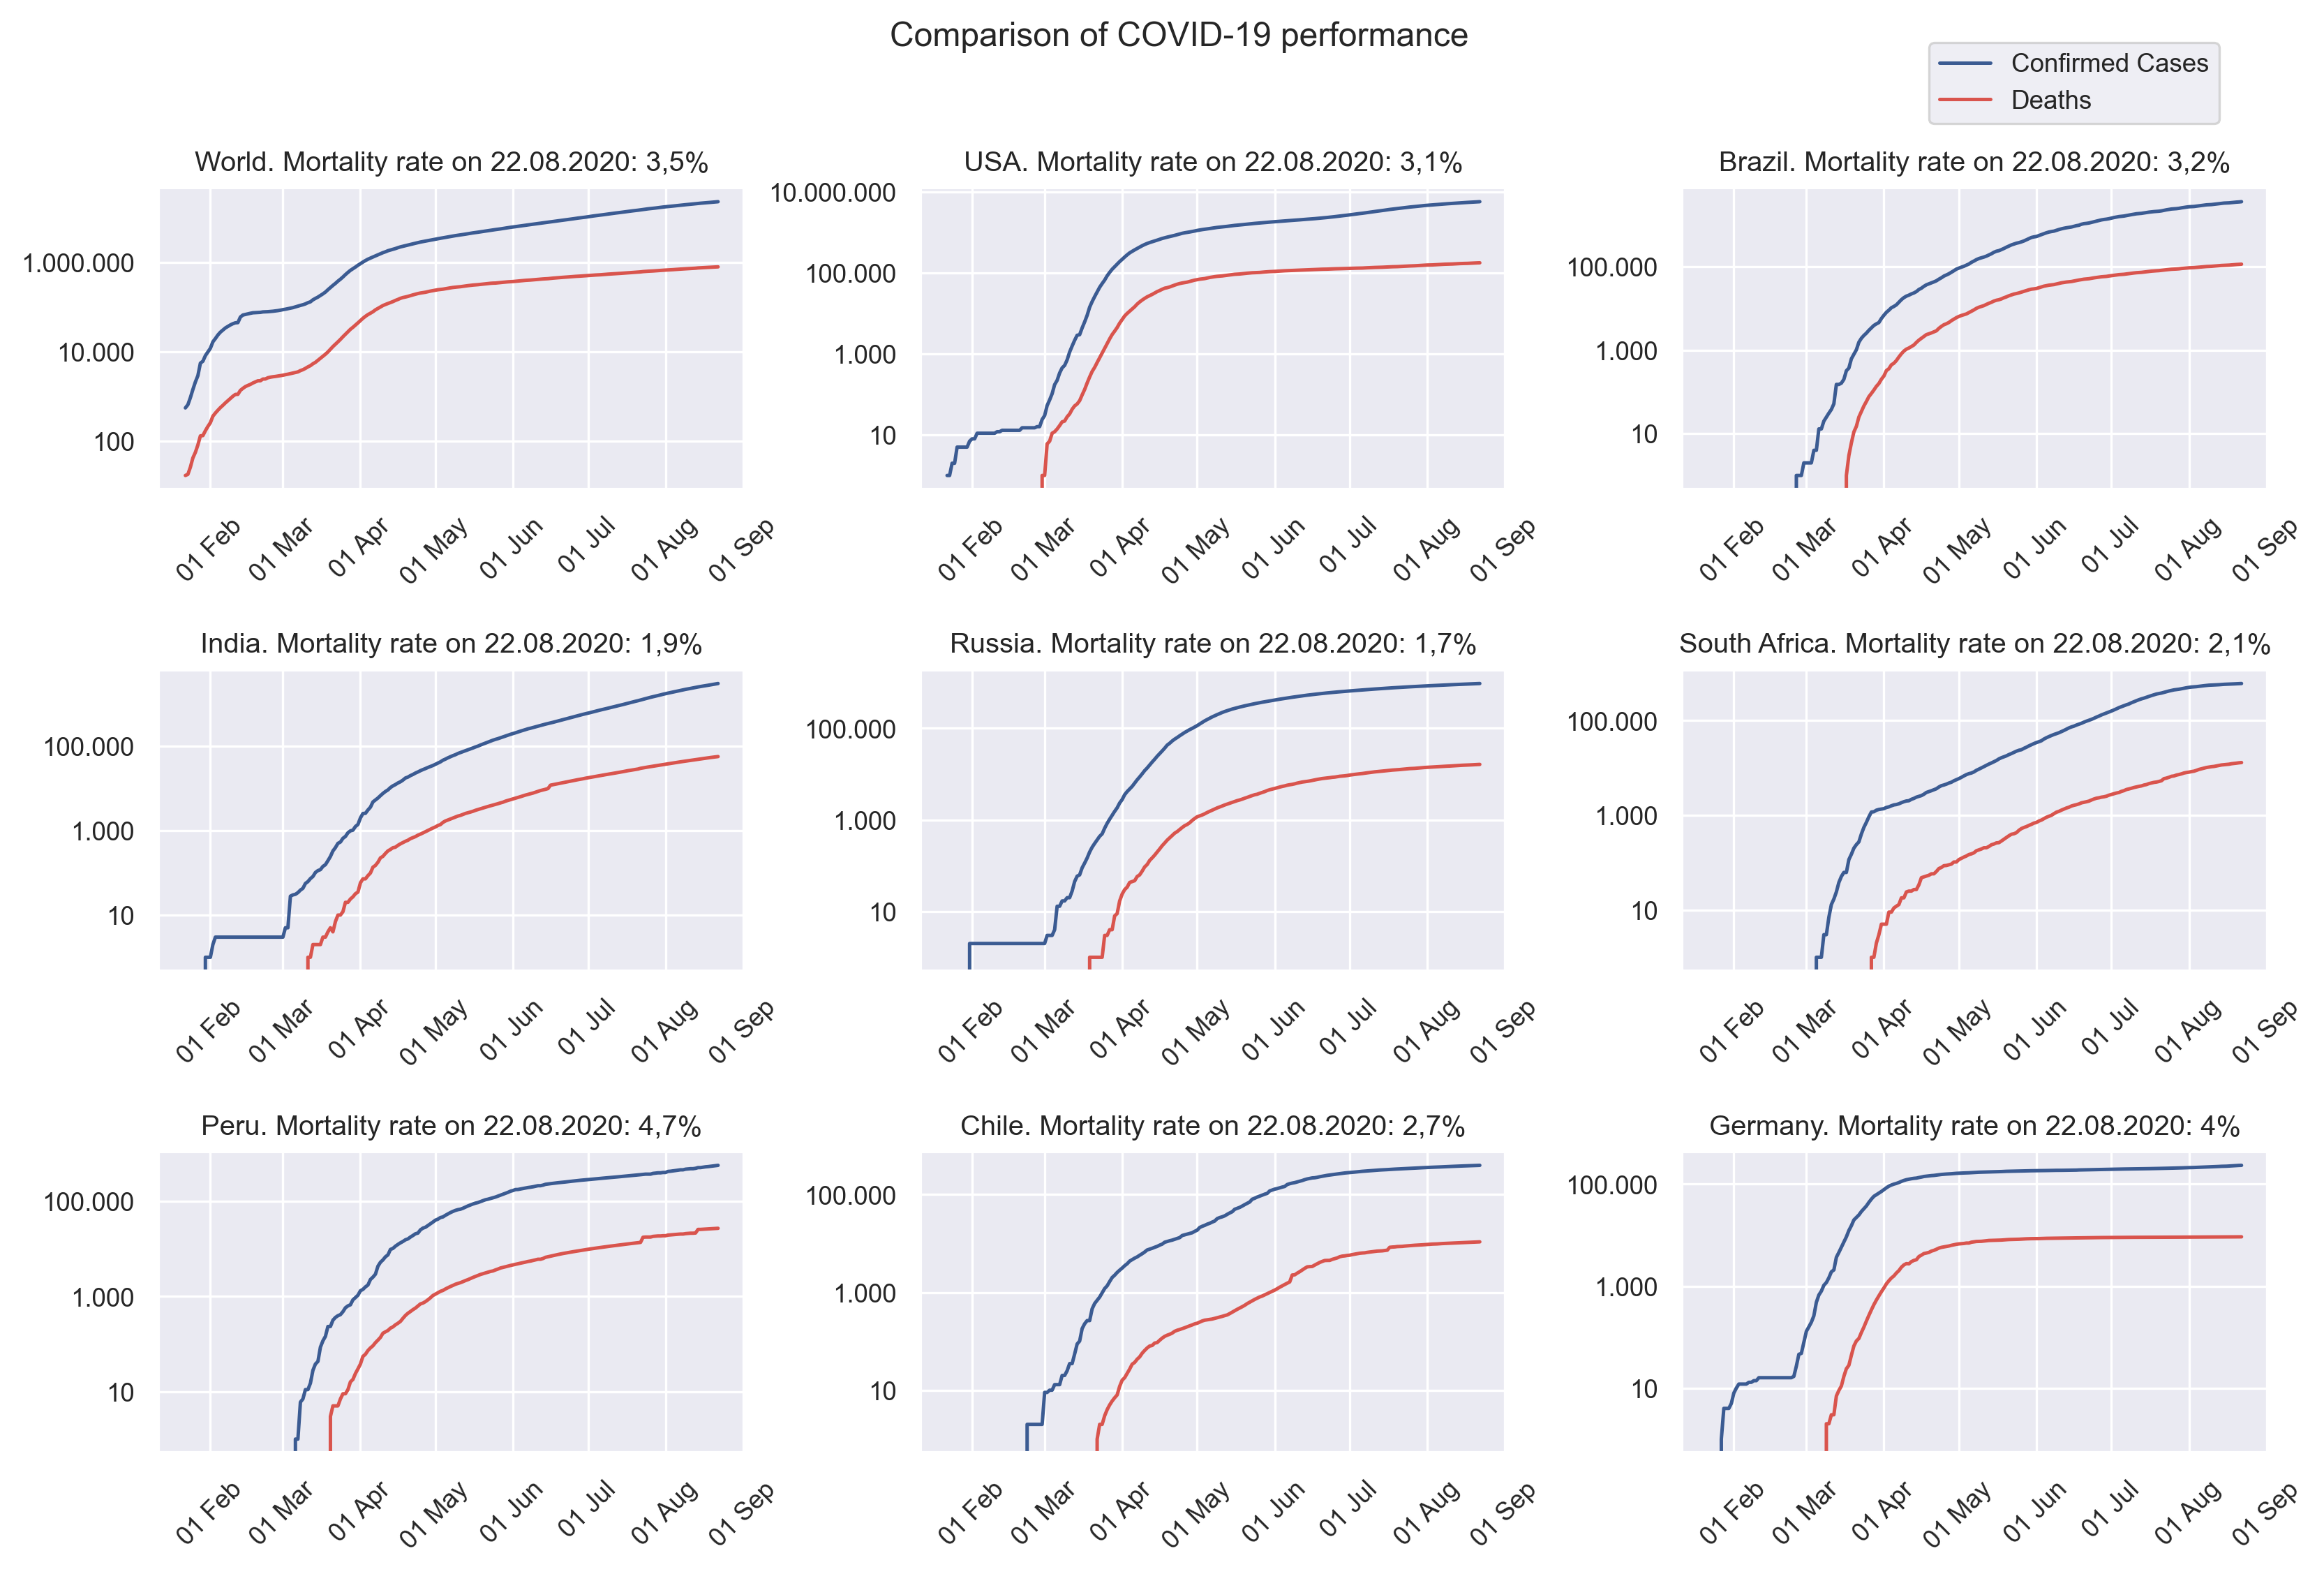 Comparison of COVID-19 performance
Confirmed Cases
Deaths
World. Mortality rate on 22.08.2020: 3,5%
1.000.000
10.000
100
01 Feb
01 Mar
01 Apr
01 May
01 Jun
01 Jul
01 Aug
01 Sep
USA. Mortality rate on 22.08.2020: 3,1%
10.000.000
100.000
1.000
10
01 Feb
01 Mar
01 Apr
01 May
01 Jun
01 Jul
01 Aug
01 Sep
Brazil. Mortality rate on 22.08.2020: 3,2%
100.000
1.000
10
01 Feb
01 Mar
01 Apr
01 May
01 Jun
01 Jul
01 Aug
01 Sep
India. Mortality rate on 22.08.2020: 1,9%
100.000
1.000
10
01 Feb
01 Mar
01 Apr
01 May
01 Jun
01 Jul
01 Aug
01 Sep
Russia. Mortality rate on 22.08.2020: 1,7%
100.000
1.000
10
01 Feb
01 Mar
01 Apr
01 May
01 Jun
01 Jul
01 Aug
01 Sep
South Africa. Mortality rate on 22.08.2020: 2,1%
100.000
1.000
10
01 Feb
01 Mar
01 Apr
01 May
01 Jun
01 Jul
01 Aug
01 Sep
Peru. Mortality rate on 22.08.2020: 4,7%
100.000
1.000
10
01 Feb
01 Mar
01 Apr
01 May
01 Jun
01 Jul
01 Aug
01 Sep
Chile. Mortality rate on 22.08.2020: 2,7%
100.000
1.000
10
01 Feb
01 Mar
01 Apr
01 May
01 Jun
01 Jul
01 Aug
01 Sep
Germany. Mortality rate on 22.08.2020: 4%
100.000
1.000
10
01 Feb
01 Mar
01 Apr
01 May
01 Jun
01 Jul
01 Aug
01 Sep